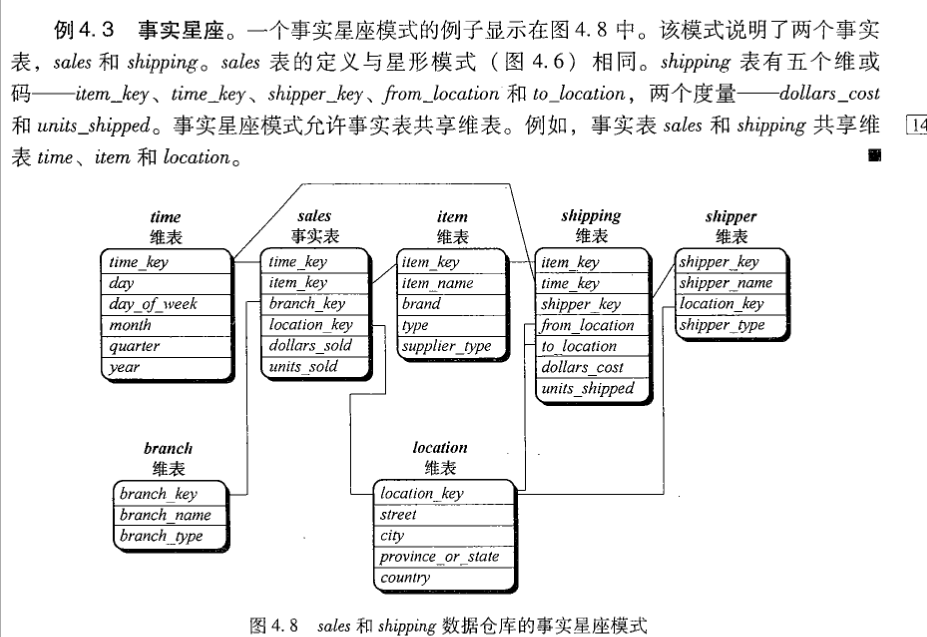 例4.3 事实星座。一个事实星座模式的例子显示在图4.8中。该模式说明了两个事实
表，sales 和 shipping。sales 表的定义与星形模式（图4.6）相同。shipping 表有五个维或
码——item_key、time_key、shipper_key、from_location 和 to_location，两个度量——dollars_cost
和 units_shipped。事实星座模式允许事实表共享维表。例如，事实表 sales 和 shipping 共享维
14
表 time、item 和 location。
time
维表
time_key
day
day_of_week
month
quarter
year
sales
事实表
time_key
item_key
branch_key
location_key
dollars_sold
units_sold
item
维表
item_key
item_name
brand
type
supplier_type
shipping
维表
item_key
time_key
shipper_key
from_location
to_location
dollars_cost
units_shipped
shipper
维表
shipper_key
shipper_name
location_key
shipper_type
branch
维表
branch_key
branch_name
branch_type
location
维表
location_key
street
city
province_or_state
country
图4.8 sales 和 shipping 数据仓库的事实星座模式